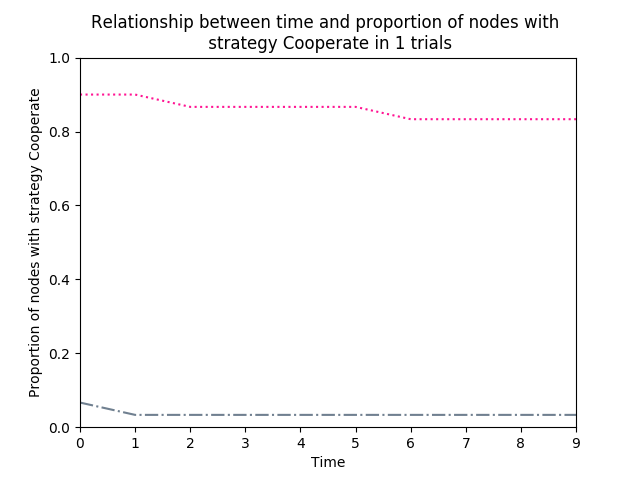 Relationship between time and proportion of nodes with
strategy Cooperate in 1 trials
Proportion of nodes with strategy Cooperate
1.0
0.8
0.6
0.4
0.2
0.0
0 1 2 3 4 5 6 7 8 9
Time